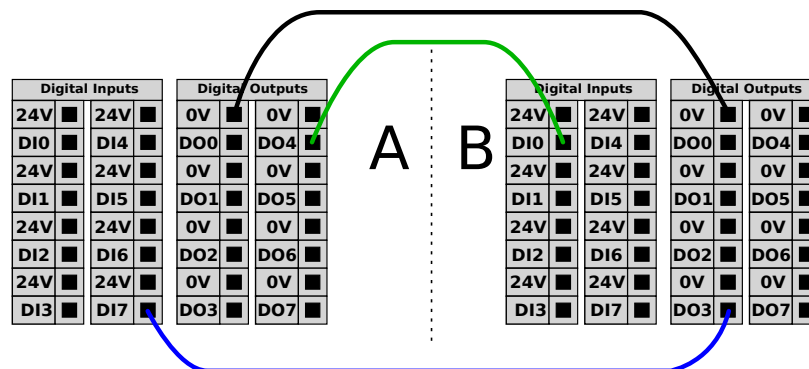 Digital Inputs Digital Outputs Digital Inputs Digital Outputs
24V 24V 0V 0V A B 24V 24V 0V 0V
DI0 DI4 DO0 DO4 DI0 DI4 DO0 DO4
24V 24V 0V 0V 24V 24V 0V 0V
DI1 DI5 DO1 DO5 DI1 DI5 DO1 DO5
24V 24V 0V 0V 24V 24V 0V 0V
DI2 DI6 DO2 DO6 DI2 DI6 DO2 DO6
24V 24V 0V 0V 24V 24V 0V 0V
DI3 DI7 DO3 DO7 DI3 DI7 DO3 DO7